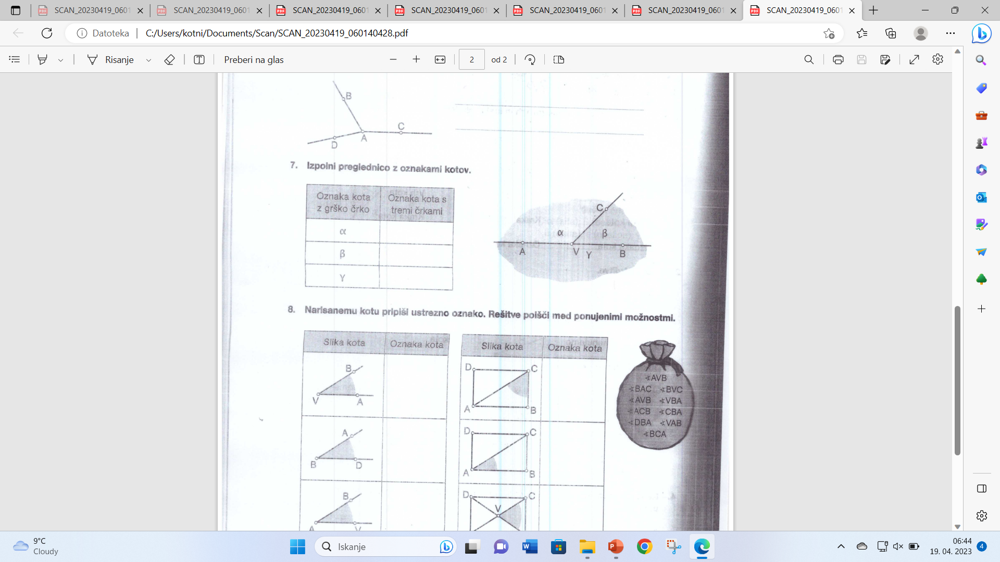 SCAN_20230419_0601
SCAN_20230419_0601
SCAN_20230419_0601
SCAN_20230419_0601
SCAN_20230419_0601
SCAN_20230419_0601
SCAN_20230419_0601
Datoteka
C:/Users/kotni/Documents/Scan/SCAN_20230419_060140428.pdf
Risanje
Preberi na glas
2
od 2
B
C
A
D
7. Izpolni preglednico z oznakami kotov.
Oznaka kota
z grško črko
Oznaka kota s
tremi črkami
α
β
γ
C
α
β
A
V
γ
B
8. Narisanemu kotu pripiši ustrezno oznako. Rešitve poišči med ponujenimi možnostmi.
Slika kota
Oznaka kota
Slika kota
Oznaka kota
B
V
A
D
C
A
B
A
B
D
D
C
A
B
B
A
V
D
C
V
∢AVB
∢BAC ∢BVC
∢AVB ∢VBA
∢ACB ∢CBA
∢DBA ∢VAB
∢BCA
9°C
Cloudy
Iskanje
06:44
19. 04. 2023
4